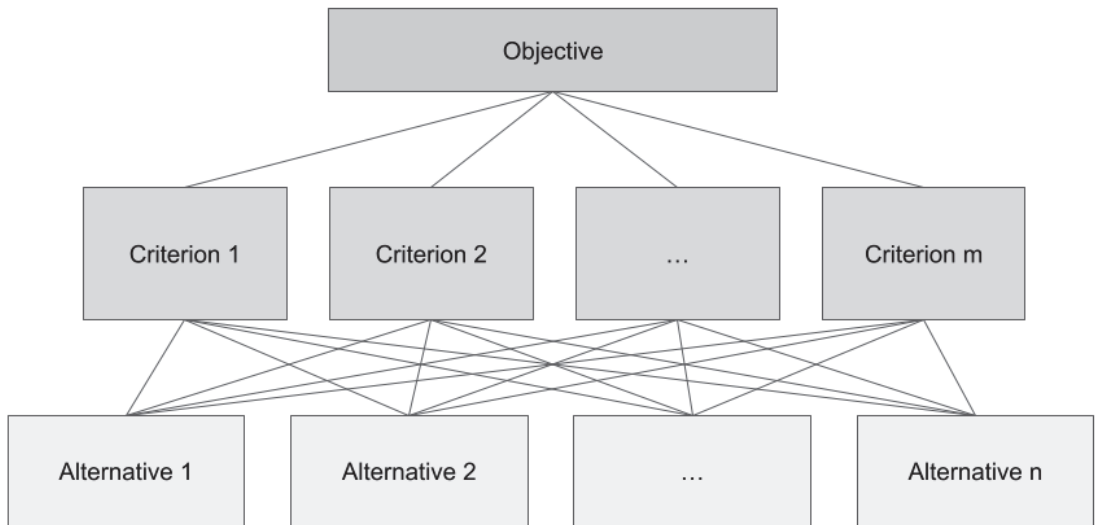 Objective
Criterion 1
Criterion 2
…
Criterion m
Alternative 1
Alternative 2
…
Alternative n